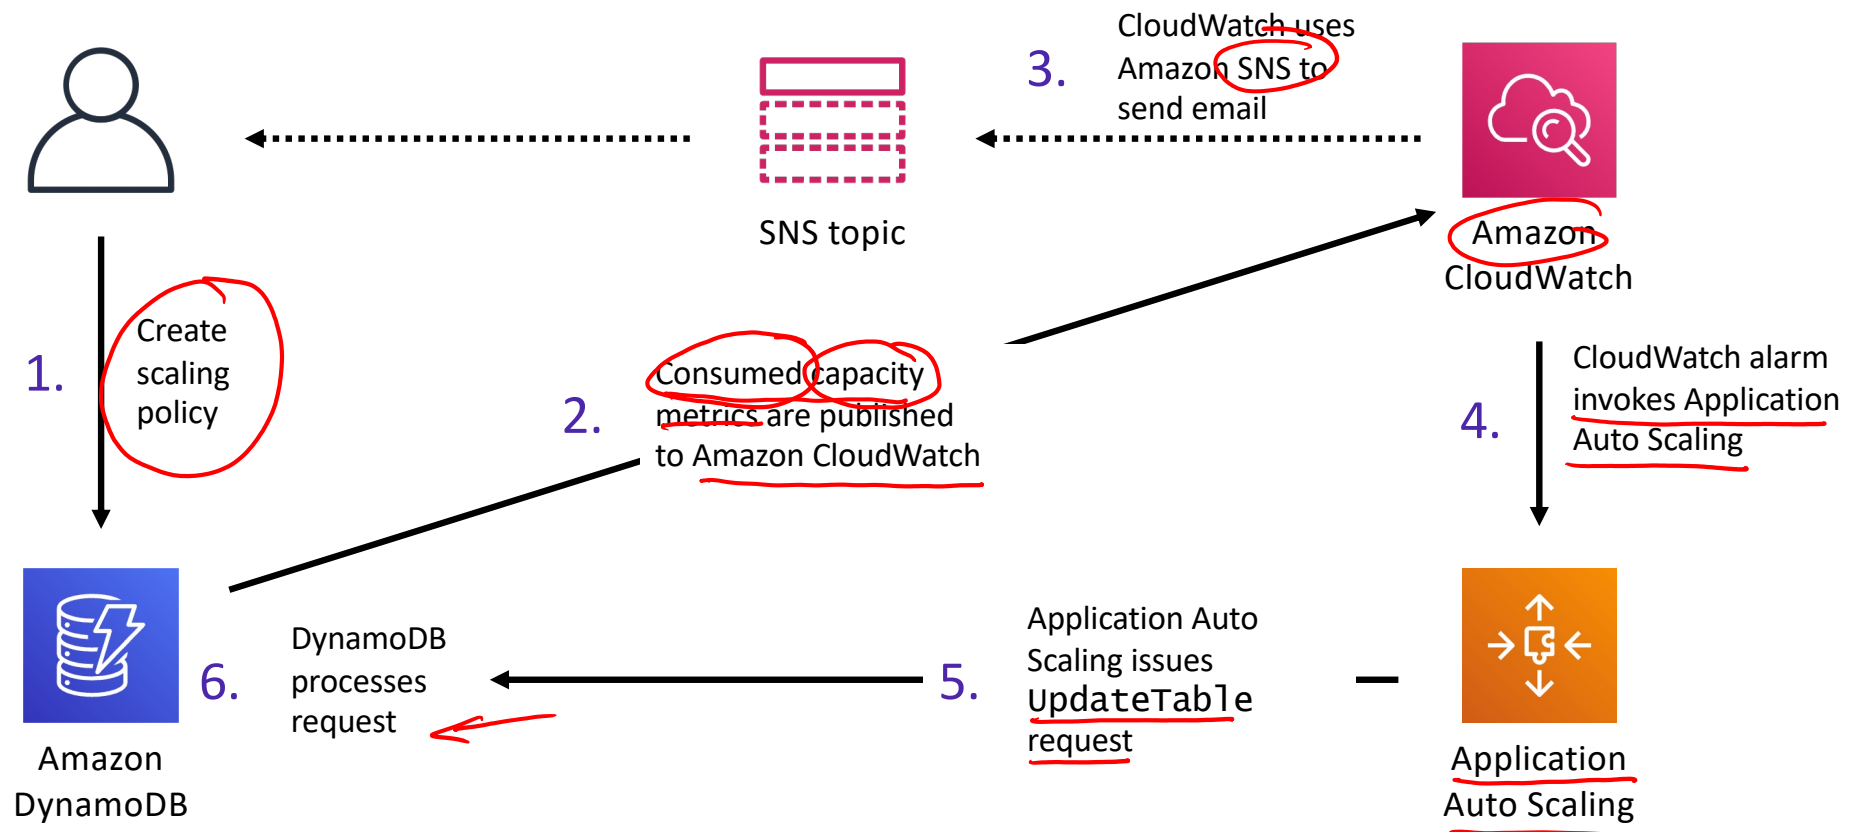 3.
CloudWatch uses
Amazon SNS to
send email
SNS topic
Amazon
CloudWatch
1.
Create
scaling
policy
2.
Consumed capacity
metrics are published
to Amazon CloudWatch
4.
CloudWatch alarm
invokes Application
Auto Scaling
6.
DynamoDB
processes
request
5.
Application Auto
Scaling issues
UpdateTable
request
Amazon
DynamoDB
Application
Auto Scaling